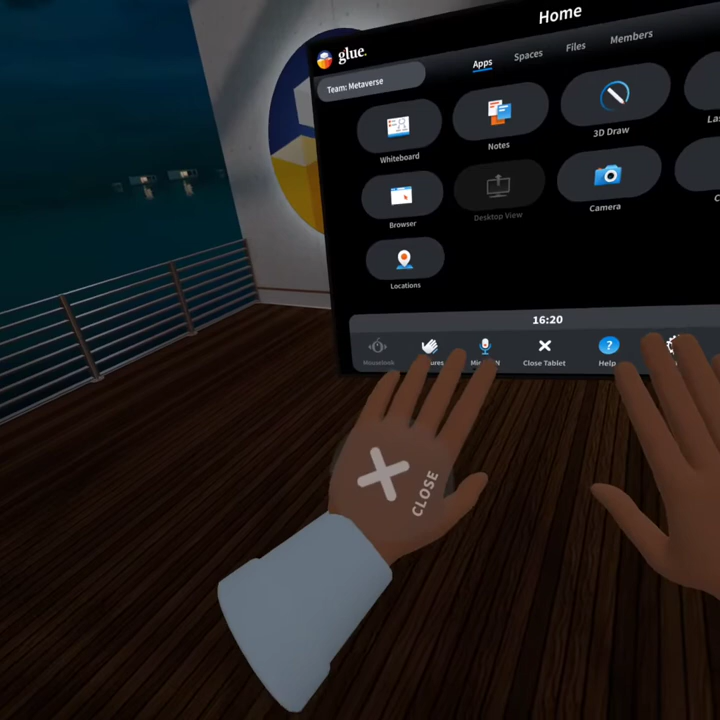 Home
glue.
Apps Spaces Files Members
Team: Metaverse
Whiteboard
Notes
3D Draw
Browser
Desktop View
Camera
Locations
16:20
Close Tablet
Help
?
CLOSE